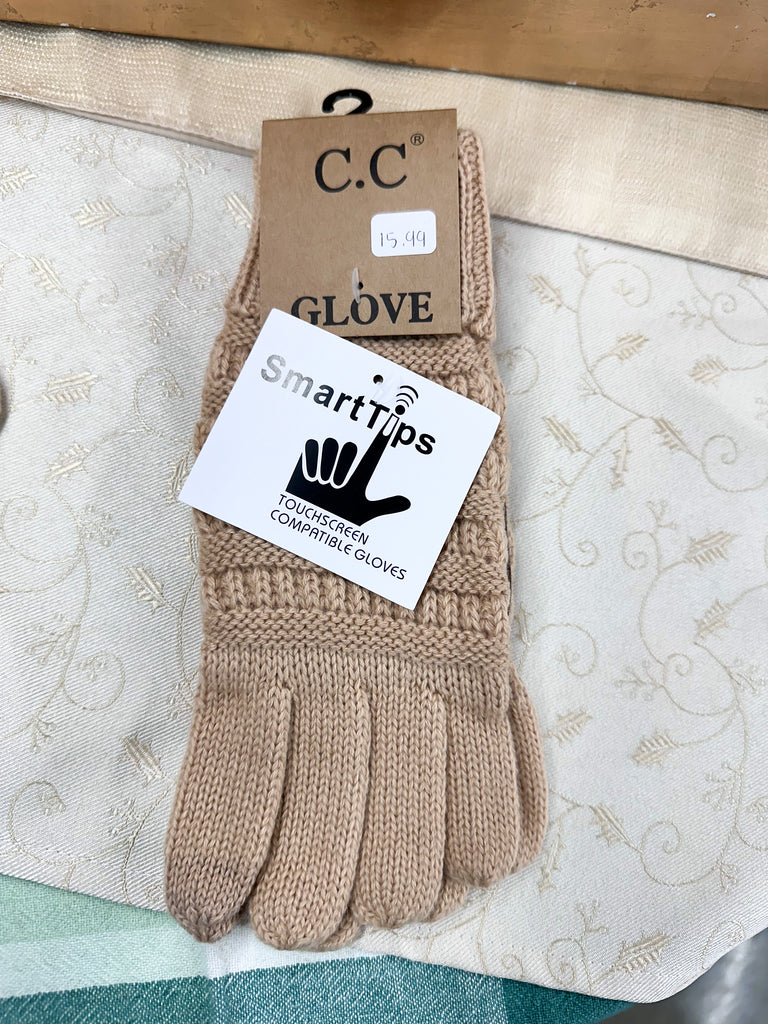 C.C®
15.99
GLOVE
SmartTips
TOUCHSCREEN
COMPATIBLE GLOVES